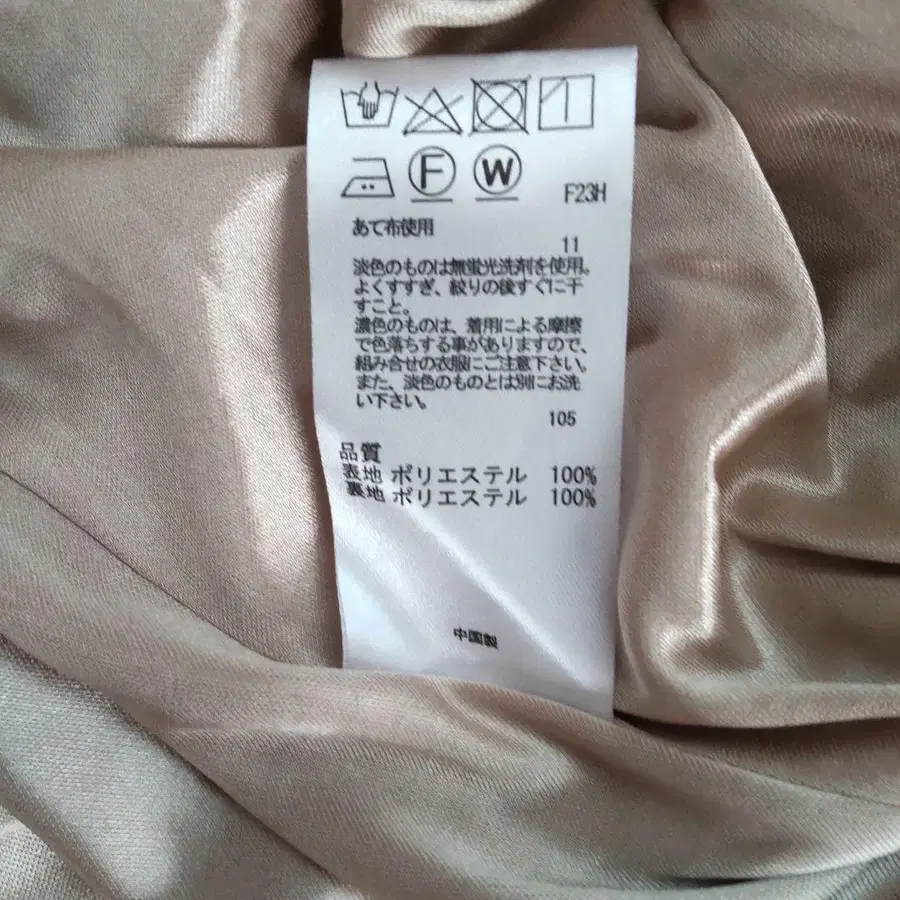 F W
F23H
あて布使用
11
淡色のものは無蛍光洗剤を使用。
よくすすぎ、絞りの後すぐに干
すこと。
濃色のものは、着用による摩擦
で色落ちする事がありますので、
組み合せの衣服にご注意下さい。
また、淡色のものとは別にお洗
い下さい。
105
品質
表地 ポリエステル 100%
裏地 ポリエステル 100%
中国製